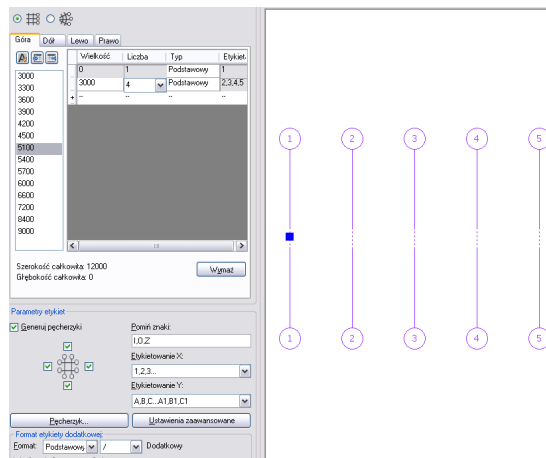 Góra Dół Lewo Prawo
Wielkość Liczba Typ Etykiet
0 1 Podstawowy 1
3000 4 Podstawowy 2,3,4,5
+ -- -- -- --
3000
3300
3600
3900
4200
4500
5100
5400
5700
6000
6600
7200
8400
9000
Szerokość całkowita: 12000
Głębokość całkowita: 0
Wymaż
Parametry etykiet
Generuj pęcherzyki
Pomiń znaki:
I,O,Z
Etykietowanie X:
1,2,3...
Etykietowanie Y:
A,B,C...A1,B1,C1
Pęcherzyk... Ustawienia zaawansowane
Format etykiety dodatkowej:
Format: Podstawowy / Dodatkowy
1 2 3 4 5
1 2 3 4 5